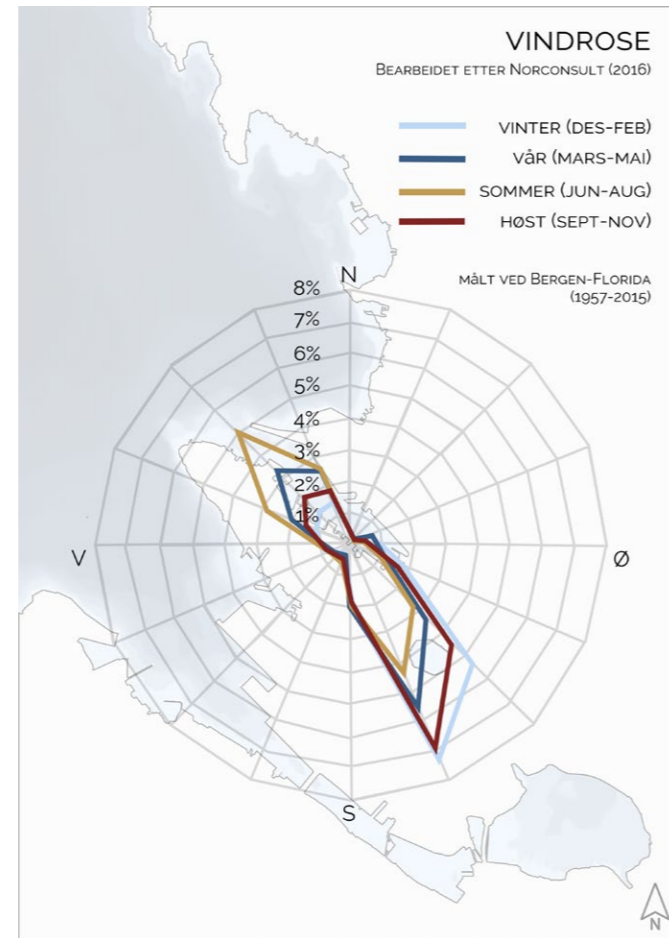 VINDROSE
BEARBEIDET ETTER NORCONSULT (2016)
VINTER (DES-FEB)
VåR (MARS-MAI)
SOMMER (JUN-AUG)
HØST (SEPT-NOV)
MåLT VED BERGEN-FLORIDA
(1957-2015)
N
8%
7%
6%
5%
4%
3%
2%
1%
V
Ø
S
N